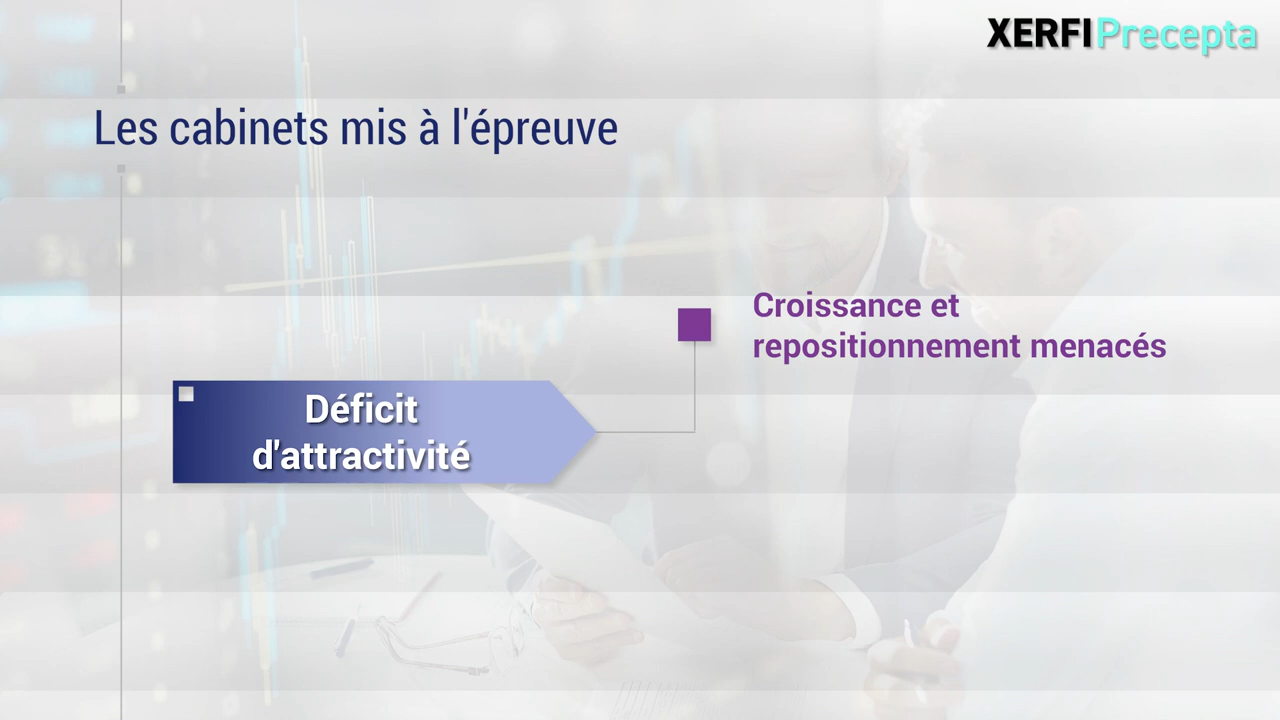 XERFI Precepta
Les cabinets mis à l'épreuve
Croissance et
repositionnement menacés
Déficit
d'attractivité